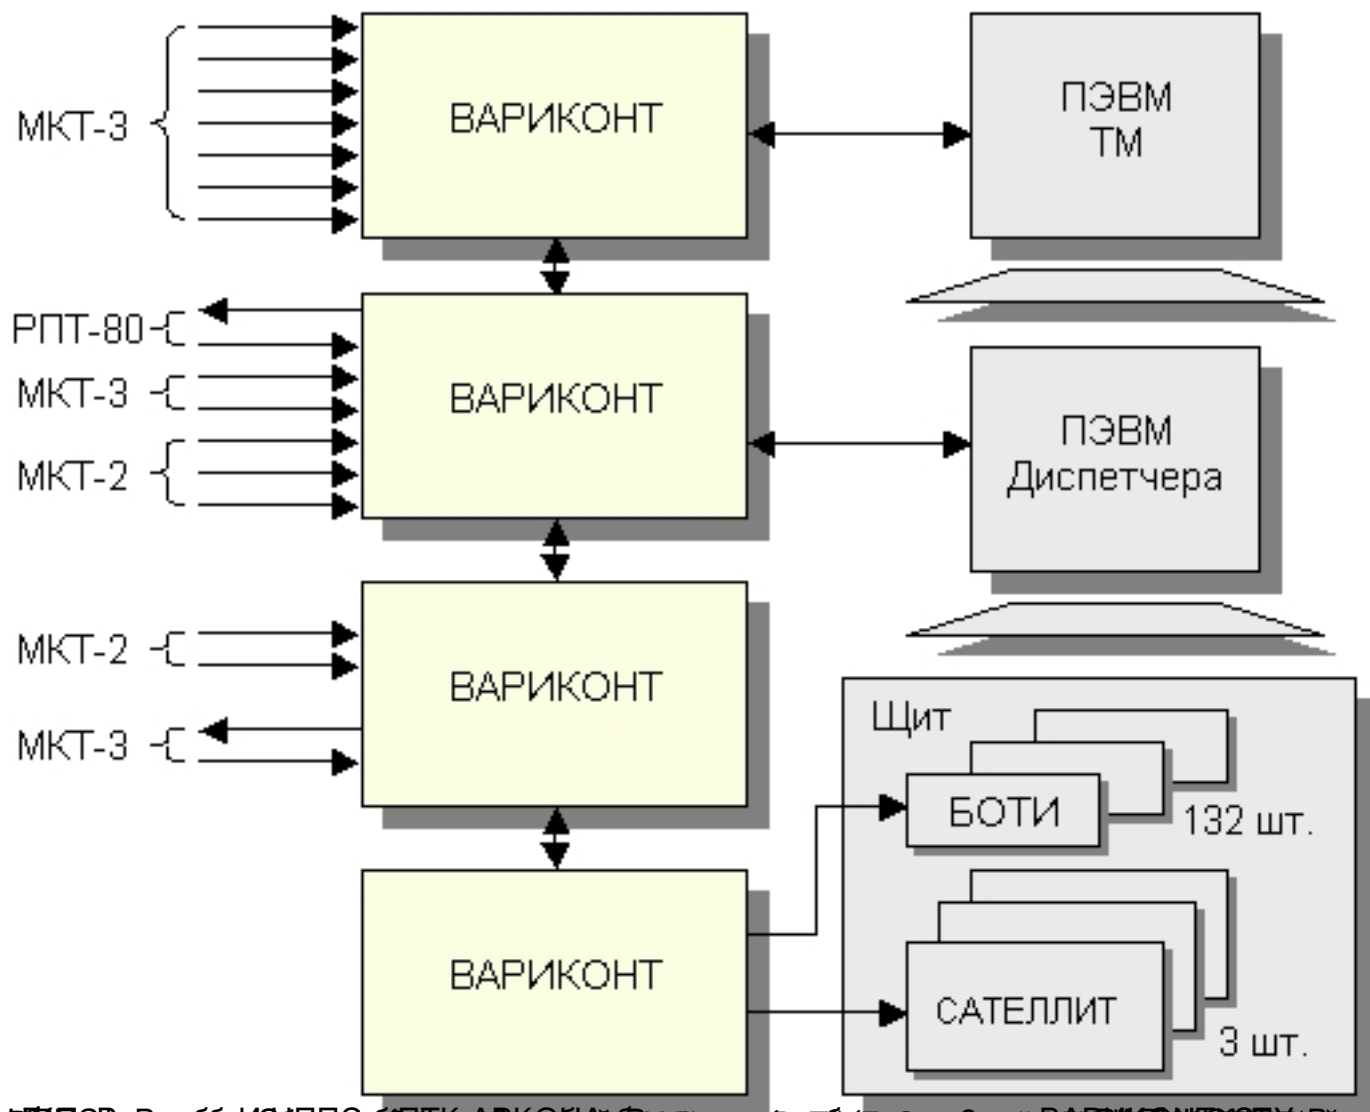 МКТ-3
ВАРИКОНТ
ПЭВМ
ТМ
РПТ-80
МКТ-3
МКТ-2
ВАРИКОНТ
ПЭВМ
Диспетчера
МКТ-2
МКТ-3
ВАРИКОНТ
Щит
БОТИ
132 шт.
ВАРИКОНТ
САТЕЛЛИТ
3 шт.